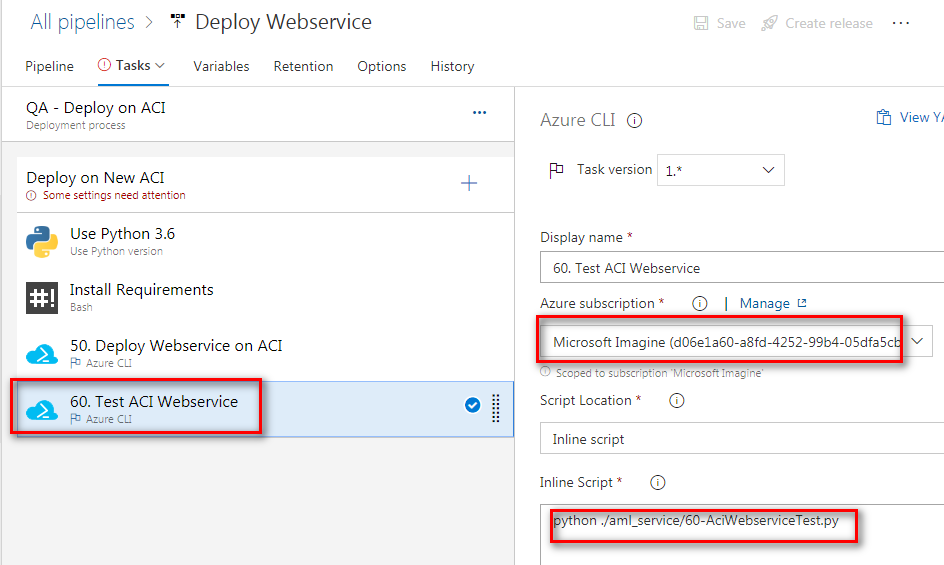 All pipelines > Deploy Webservice
Save Create release ...
Pipeline Tasks Variables Retention Options History
QA - Deploy on ACI
Deployment process
Deploy on New ACI
Some settings need attention
Use Python 3.6
Use Python version
#! Install Requirements
Bash
50. Deploy Webservice on ACI
Azure CLI
60. Test ACI Webservice
Azure CLI
Azure CLI
View YA
Task version 1.*
Display name *
60. Test ACI Webservice
Azure subscription * | Manage
Microsoft Imagine (d06e1a60-a8fd-4252-99b4-05dfa5cb
Scoped to subscription 'Microsoft Imagine'
Script Location *
Inline script
Inline Script *
python ./aml_service/60-AciWebserviceTest.py